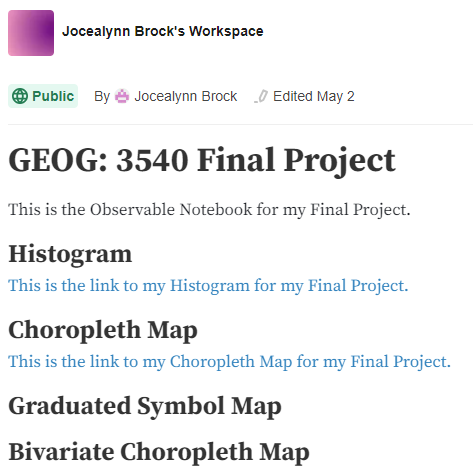 Jocealynn Brock's Workspace
Public By Jocealynn Brock Edited May 2
GEOG: 3540 Final Project
This is the Observable Notebook for my Final Project.
Histogram
This is the link to my Histogram for my Final Project.
Choropleth Map
This is the link to my Choropleth Map for my Final Project.
Graduated Symbol Map
Bivariate Choropleth Map